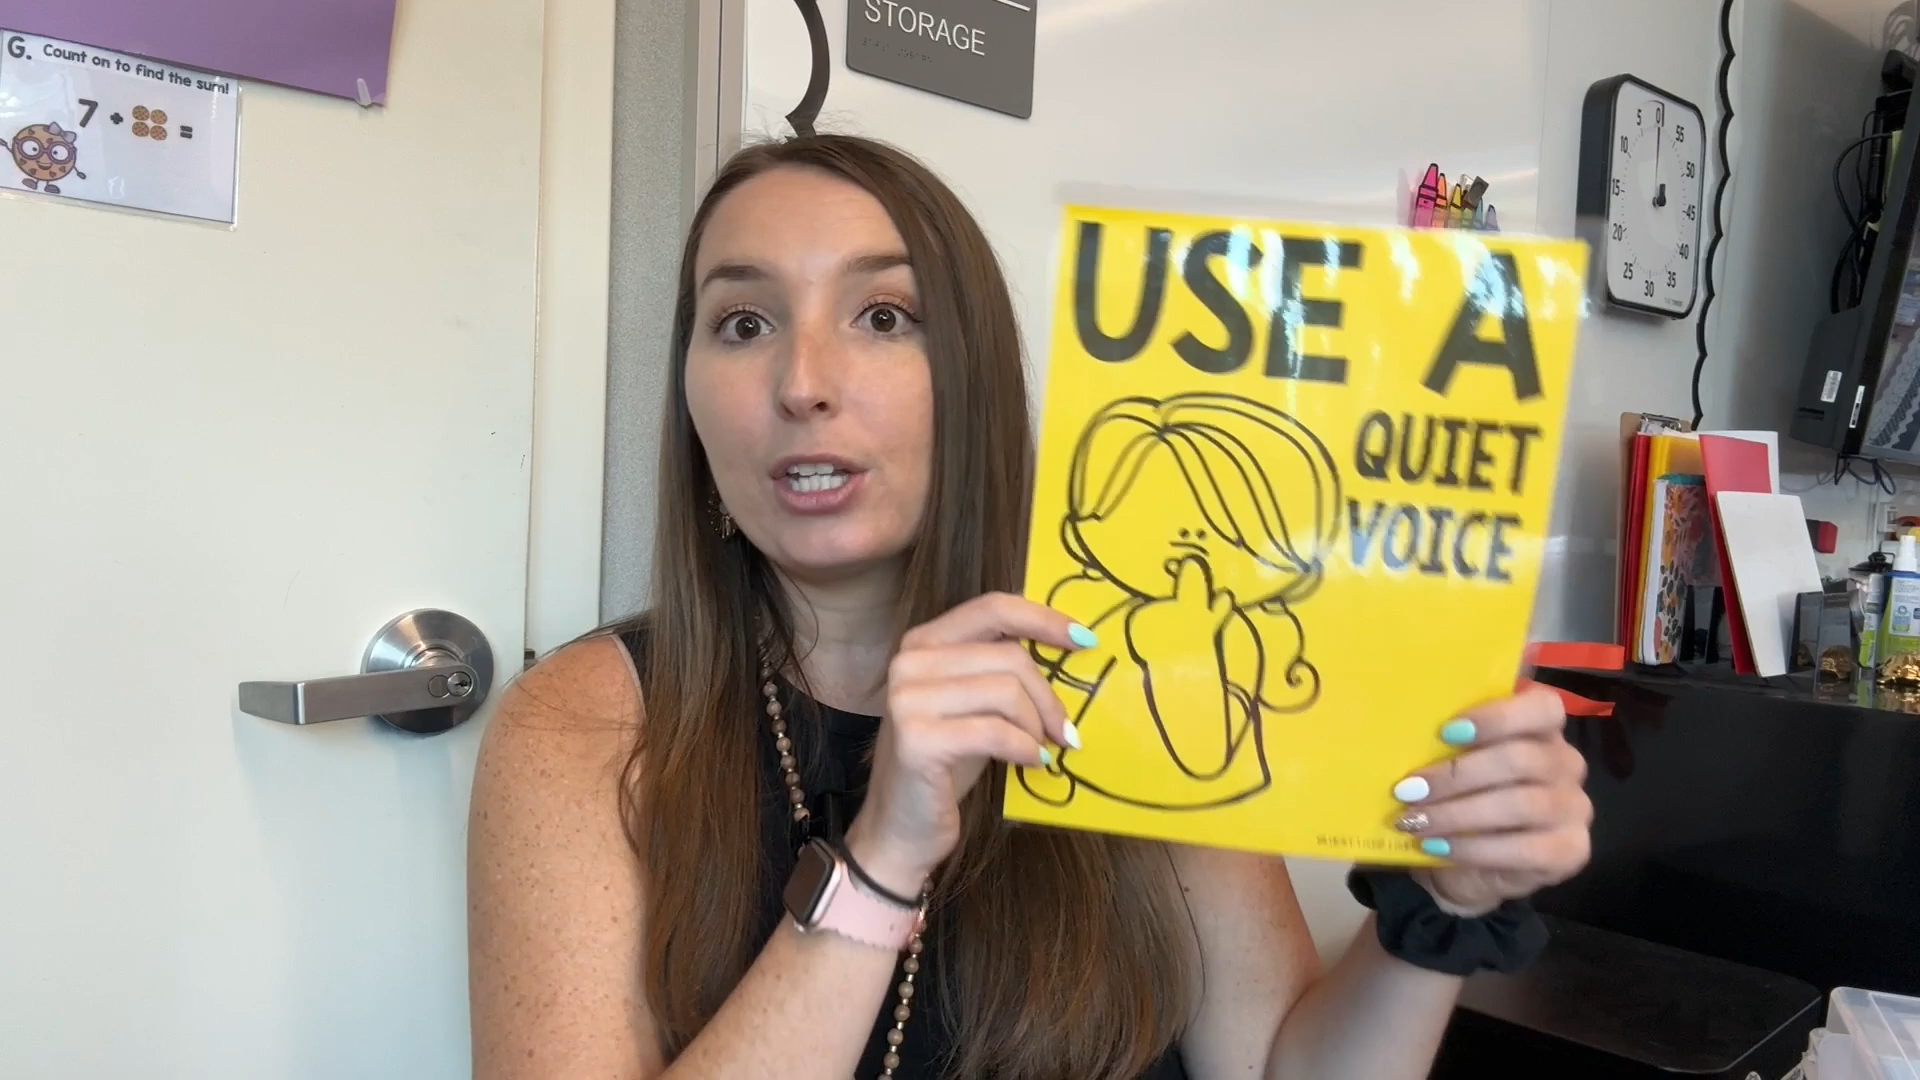 G. Count on to find the sum!
7 + =
STORAGE
0
5 55
10 50
15 45
20 40
25 35
30
USE A
QUIET
VOICE